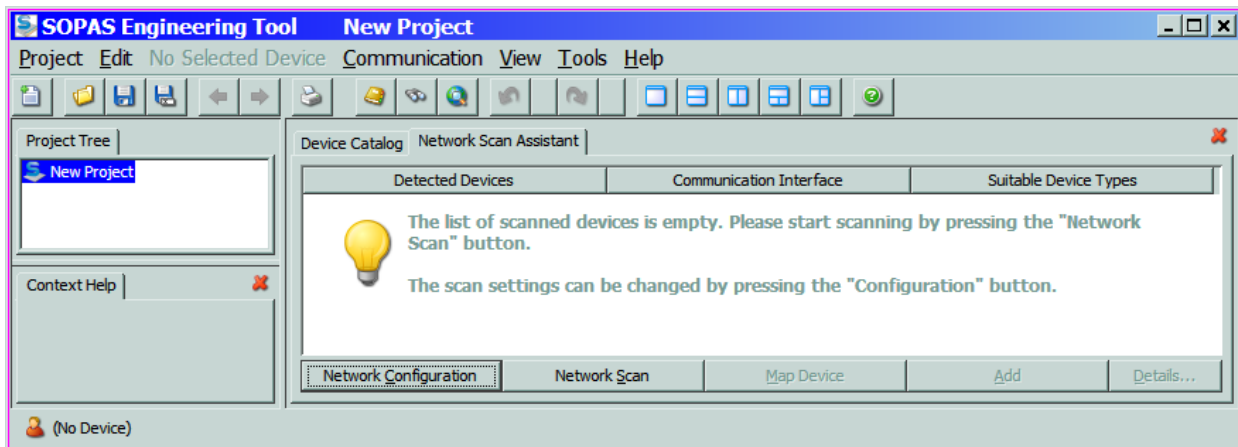 SOPAS Engineering Tool New Project
Project Edit No Selected Device Communication View Tools Help
Project Tree
New Project
Context Help
Device Catalog Network Scan Assistant
Detected Devices Communication Interface Suitable Device Types
The list of scanned devices is empty. Please start scanning by pressing the "Network
Scan" button.
The scan settings can be changed by pressing the "Configuration" button.
Network Configuration Network Scan Map Device Add Details...
(No Device)